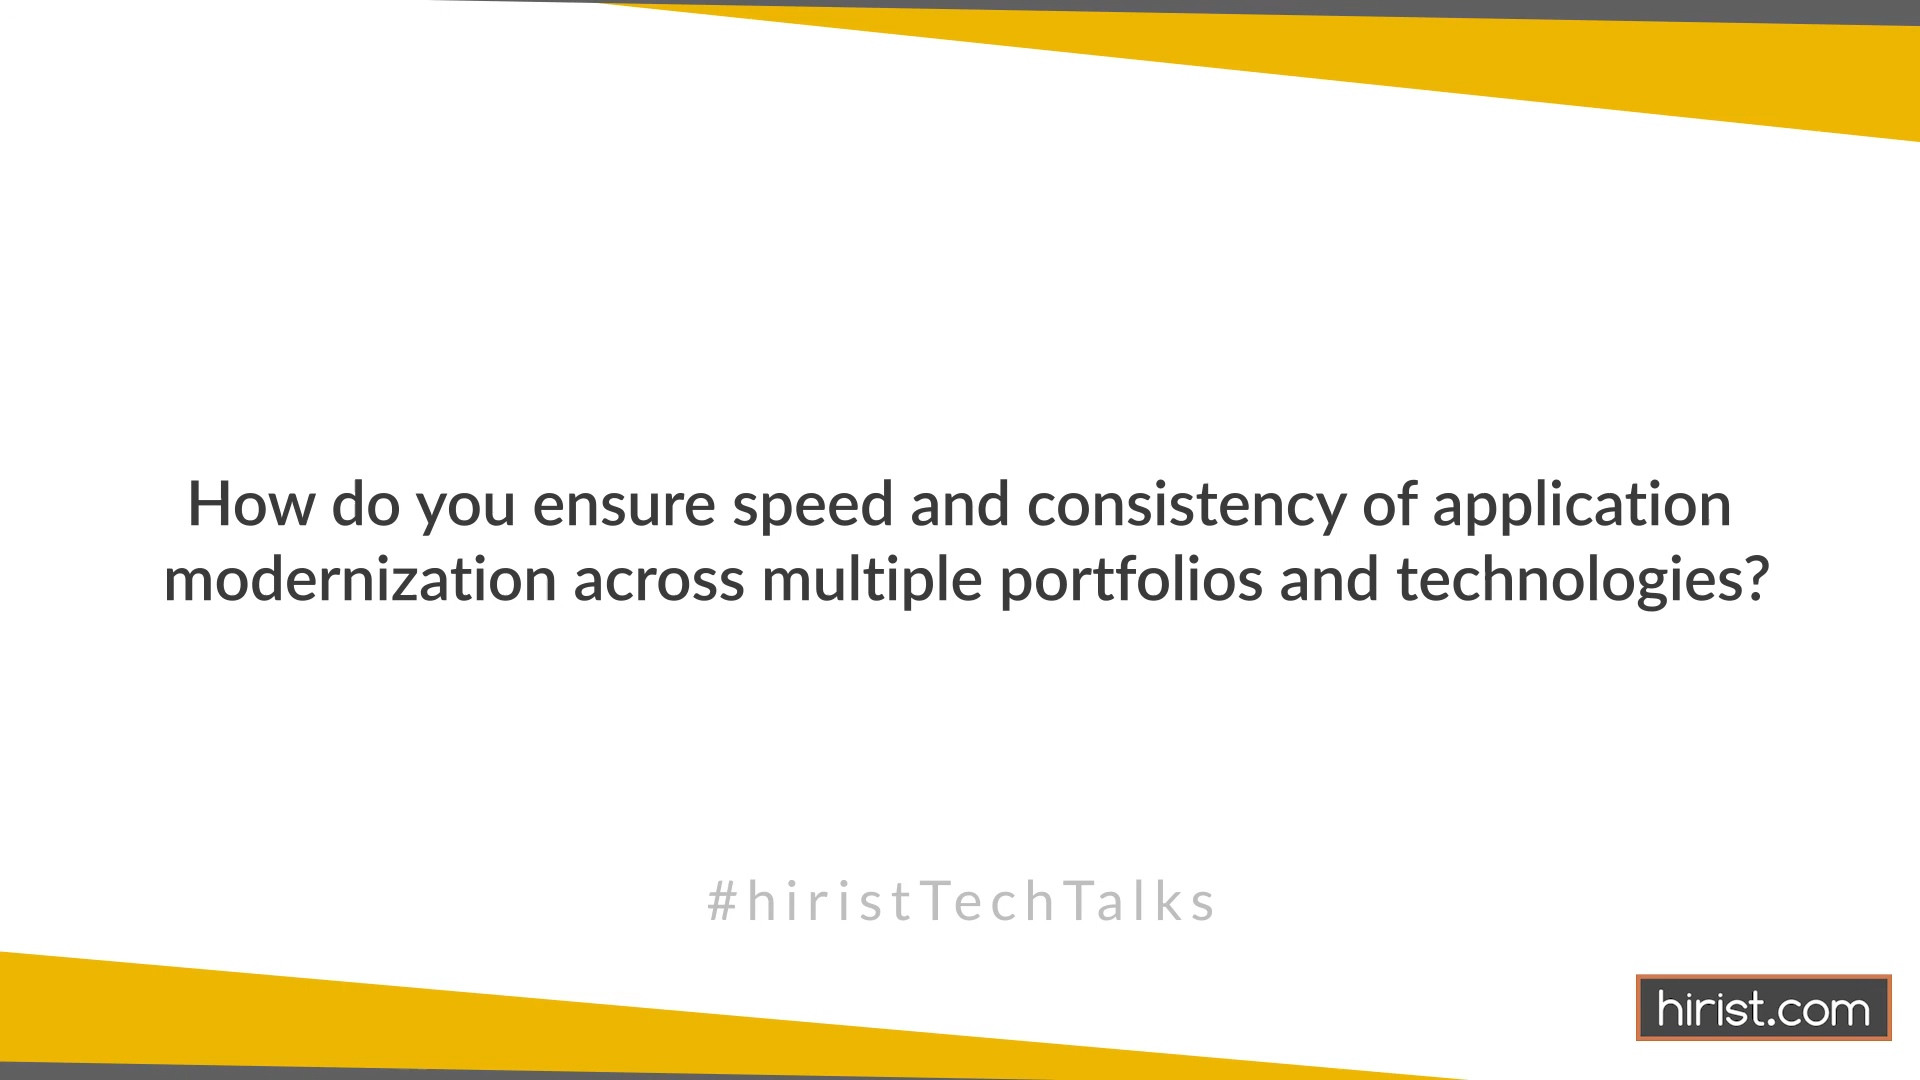 How do you ensure speed and consistency of application
modernization across multiple portfolios and technologies?
#hiristTechTalks
hirist.com